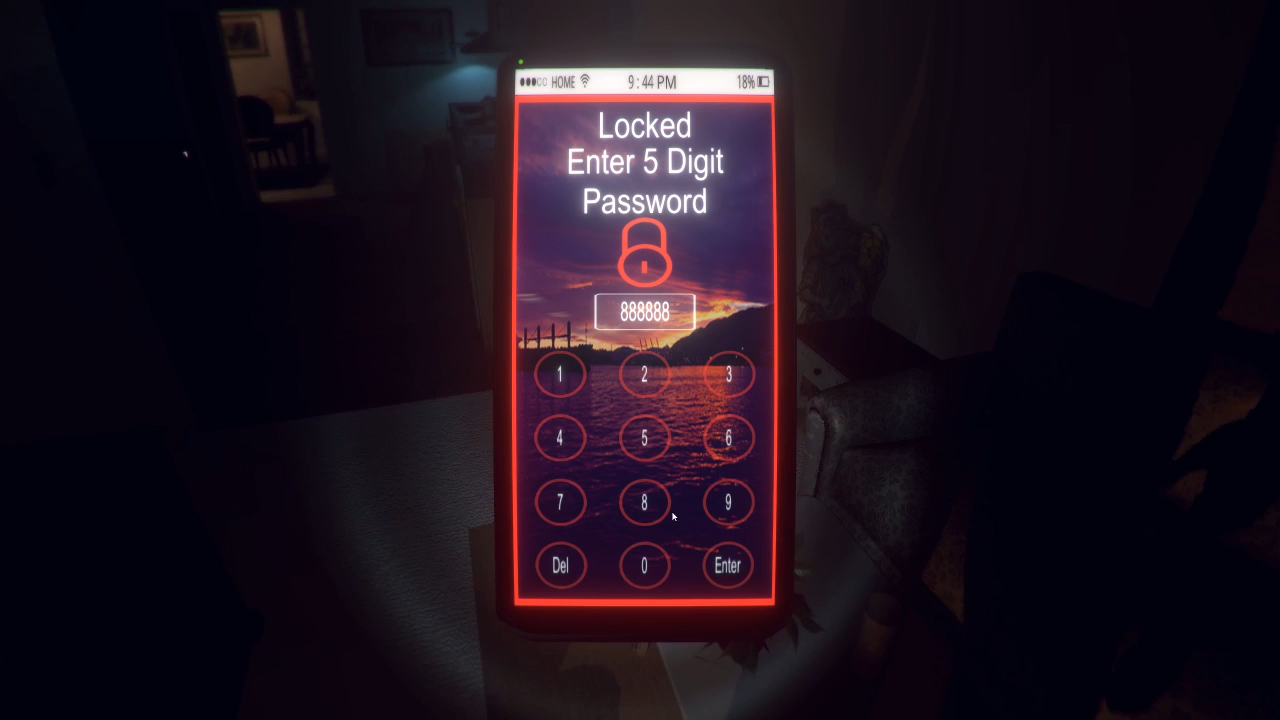 HOME 9:44 PM 18%
Locked
Enter 5 Digit
Password
888888
1 2 3
4 5 6
7 8 9
Del 0 Enter